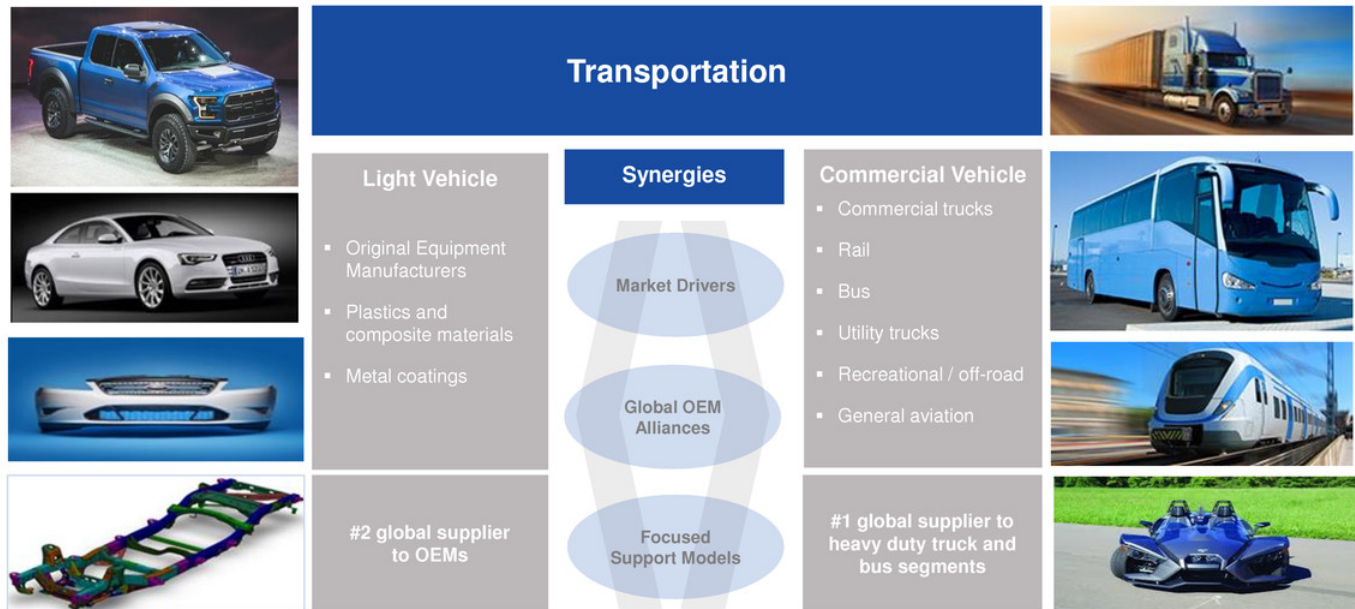 Transportation
Light Vehicle
▪ Original Equipment
Manufacturers
▪ Plastics and
composite materials
▪ Metal coatings
#2 global supplier
to OEMs
Synergies
Market Drivers
Global OEM
Alliances
Focused
Support Models
Commercial Vehicle
▪ Commercial trucks
▪ Rail
▪ Bus
▪ Utility trucks
▪ Recreational / off-road
▪ General aviation
#1 global supplier to
heavy duty truck and
bus segments